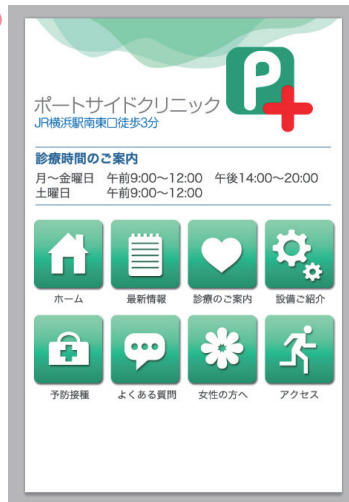 P
ポートサイドクリニック
JR横浜駅南東口徒歩3分
診療時間のご案内
月〜金曜日　午前9:00〜12:00　午後14:00〜20:00
土曜日　午前9:00〜12:00
ホーム　最新情報　診療のご案内　設備ご紹介
予防接種　よくある質問　女性の方へ　アクセス